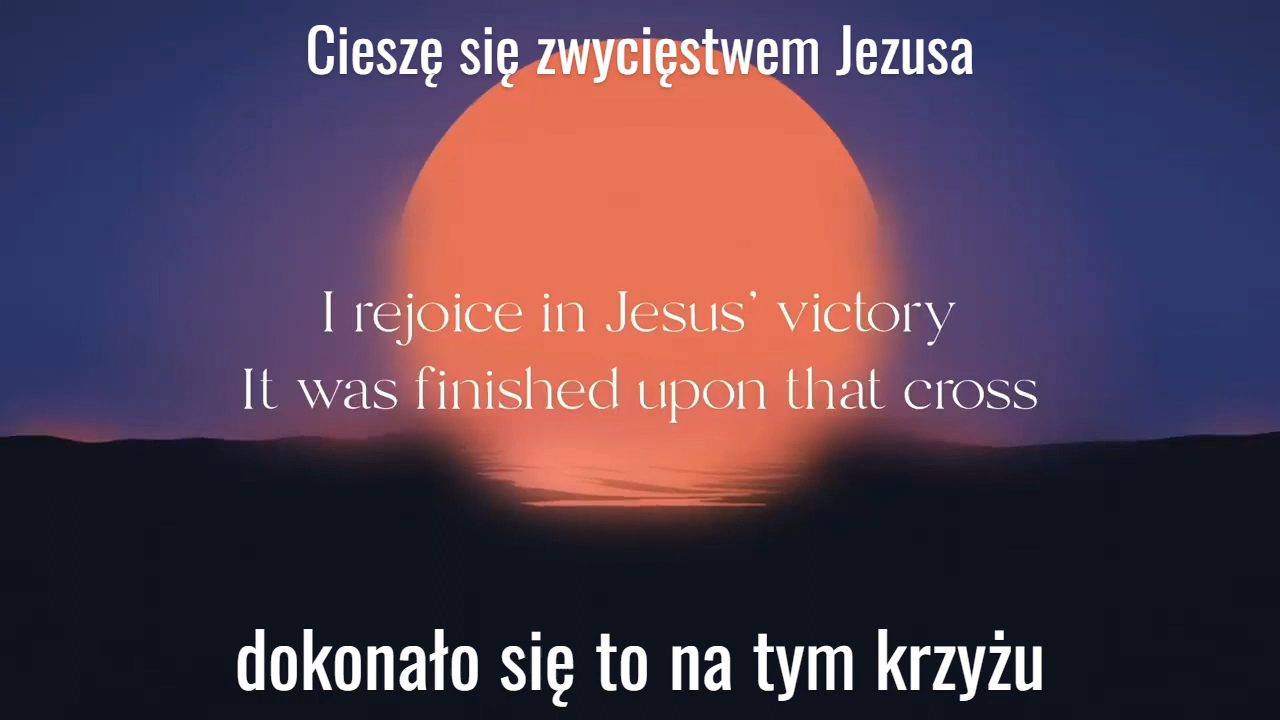 Cieszę się zwycięstwem Jezusa
I rejoice in Jesus’ victory
It was finished upon that cross
dokonało się to na tym krzyżu